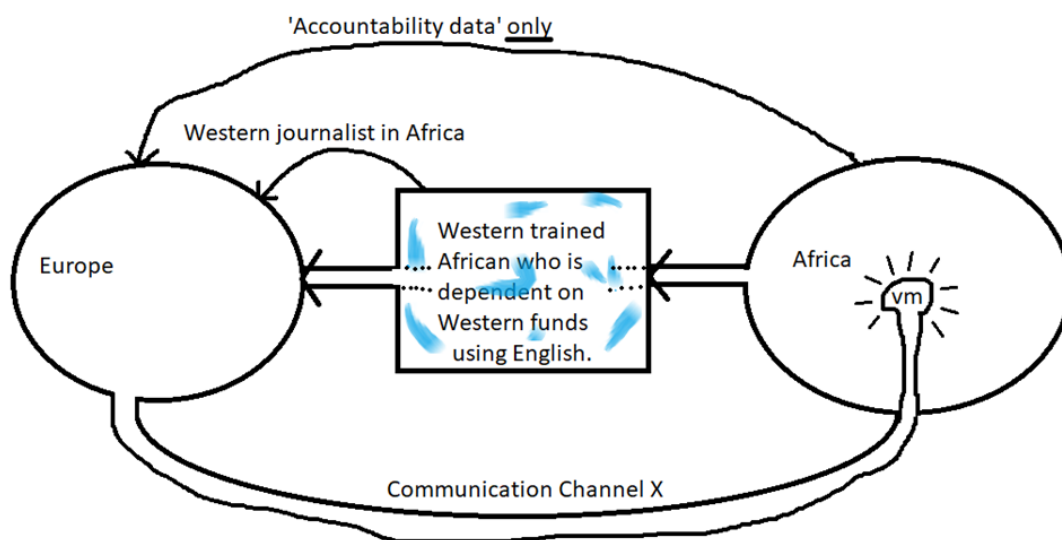 'Accountability data' only
Western journalist in Africa
Europe
Western trained
African who is
dependent on
Western funds
using English.
Africa
vm
Communication Channel X